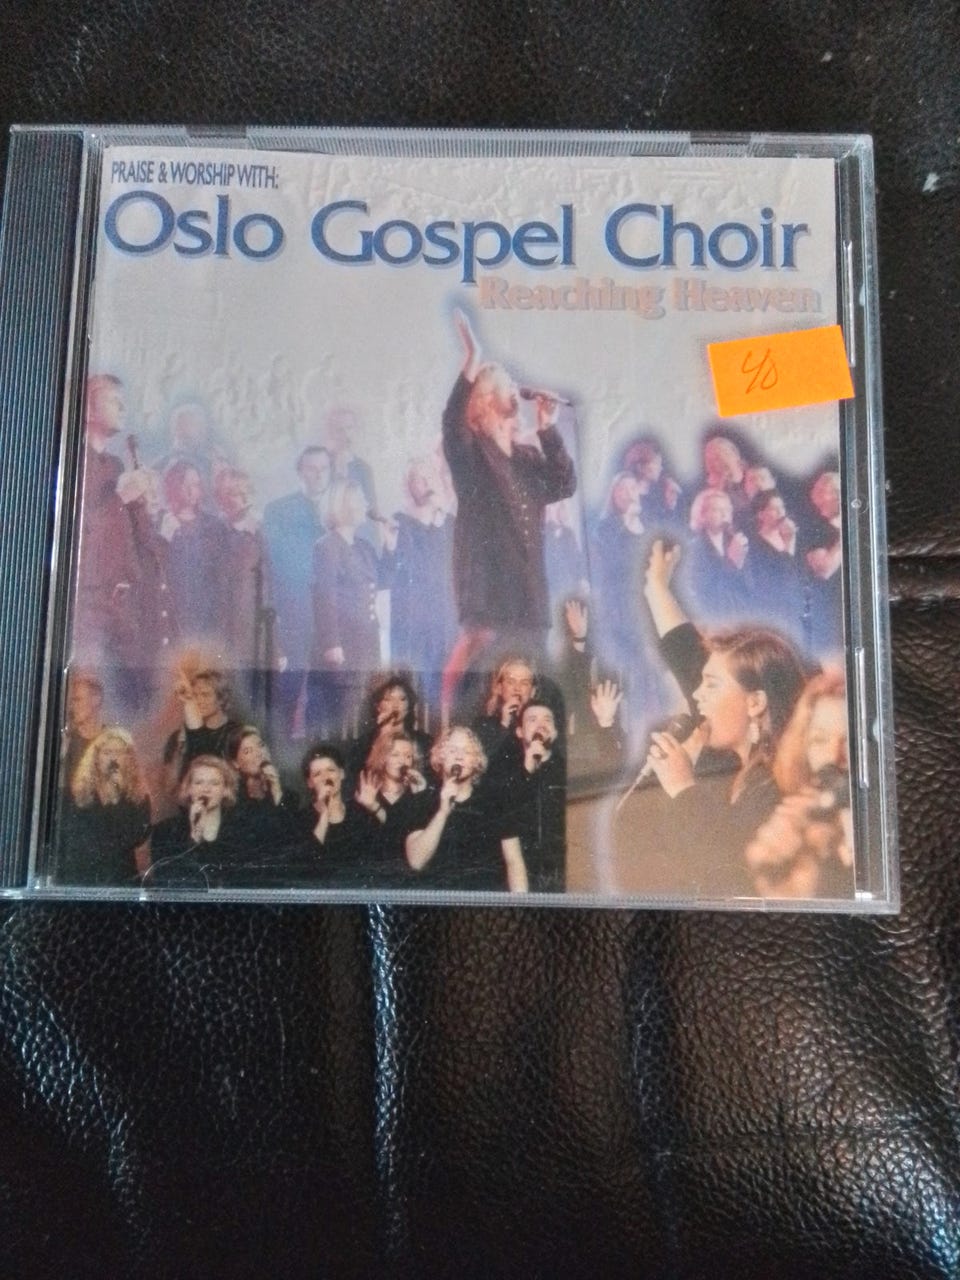 PRAISE & WORSHIP WITH:
Oslo Gospel Choir
Reaching Heaven
40